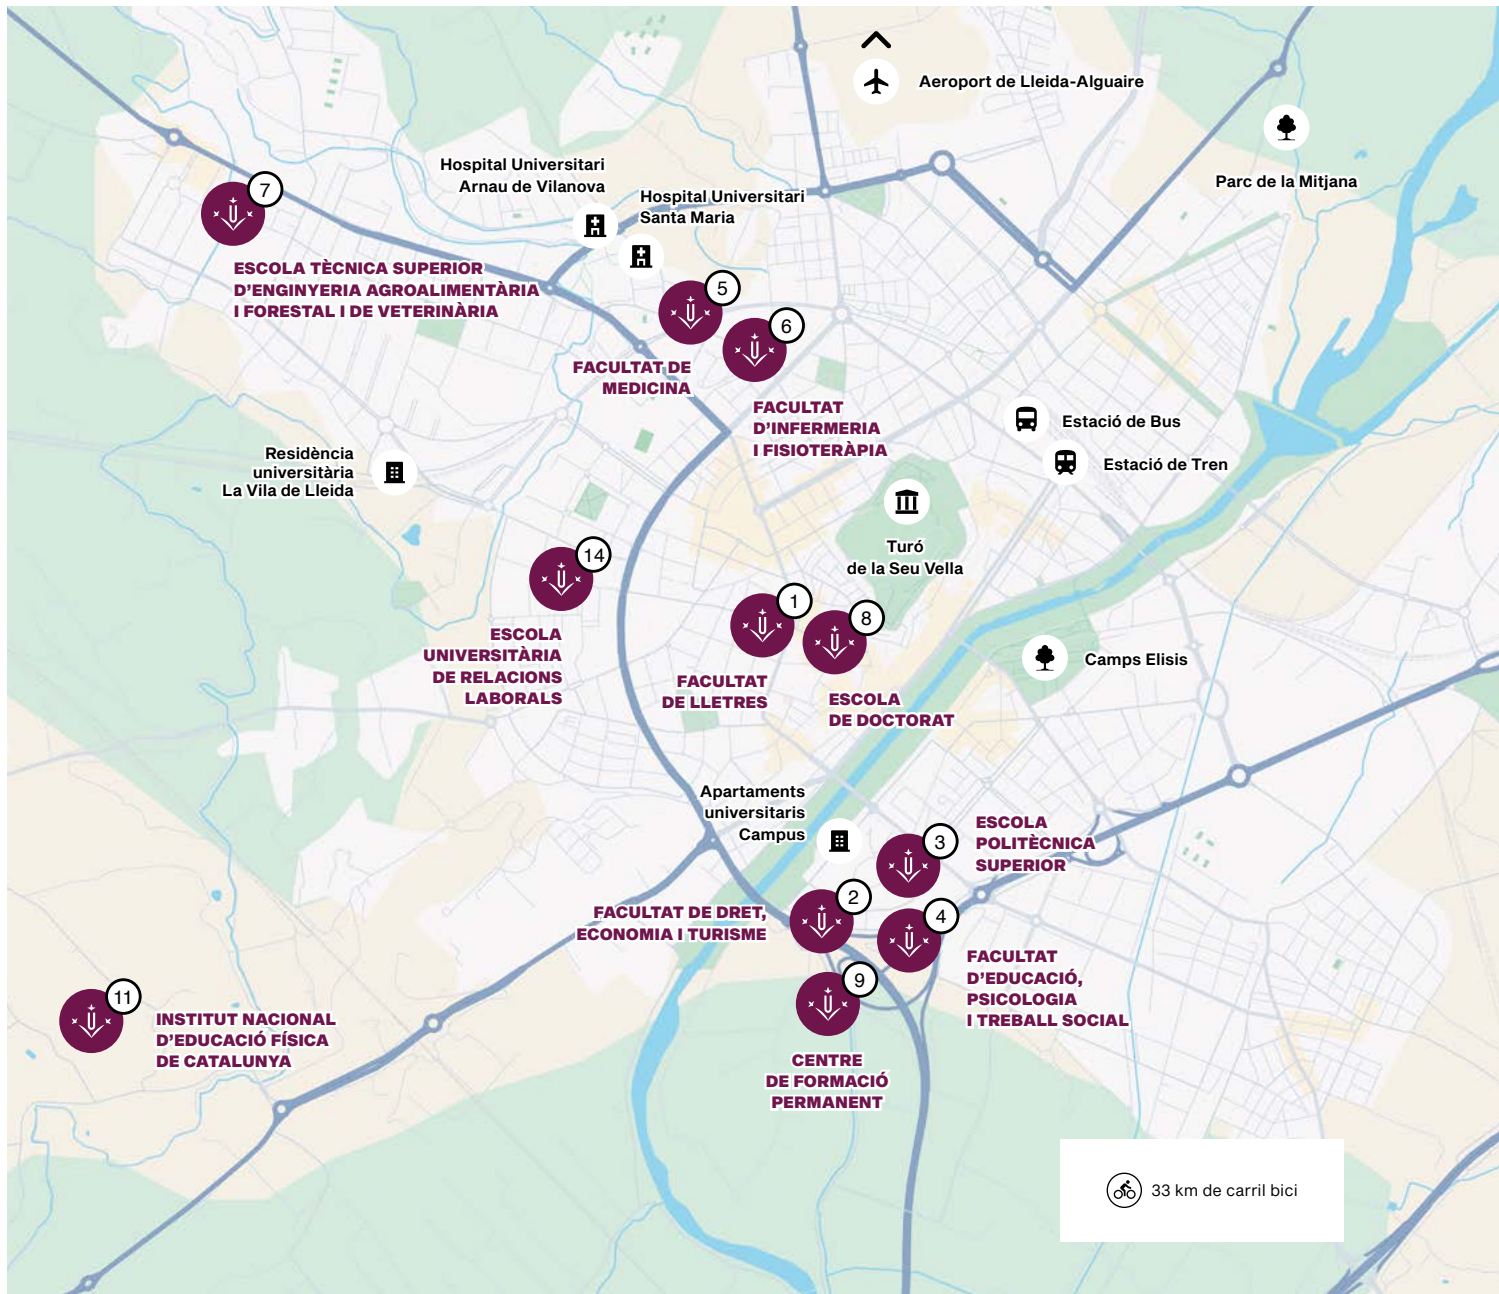 Aeroport de Lleida-Alguaire
Parc de la Mitjana
Hospital Universitari
Arnau de Vilanova
Hospital Universitari
Santa Maria
7
ESCOLA TÈCNICA SUPERIOR
D'ENGINYERIA AGROALIMENTÀRIA
I FORESTAL I DE VETERINÀRIA
5
FACULTAT DE
MEDICINA
6
FACULTAT
D'INFERMERIA
I FISIOTERÀPIA
Estació de Bus
Estació de Tren
Residència
universitària
La Vila de Lleida
Turó
de la Seu Vella
14
ESCOLA
UNIVERSITÀRIA
DE RELACIONS
LABORALS
1
FACULTAT
DE LLETRES
8
ESCOLA
DE DOCTORAT
Camps Elisis
Apartaments
universitaris
Campus
3
ESCOLA
POLITÈCNICA
SUPERIOR
2
FACULTAT DE DRET,
ECONOMIA I TURISME
4
FACULTAT
D'EDUCACIÓ,
PSICOLOGIA
I TREBALL SOCIAL
9
CENTRE
DE FORMACIÓ
PERMANENT
11
INSTITUT NACIONAL
D'EDUCACIÓ FÍSICA
DE CATALUNYA
33 km de carril bici